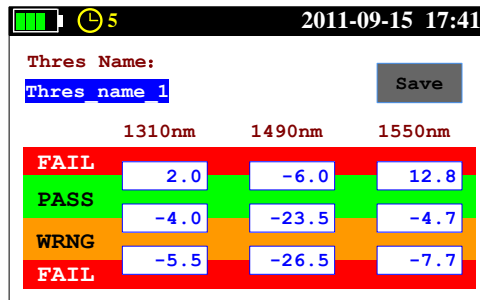 5 2011-09-15 17:41
Thres Name:
Thres_name_1 Save
1310nm 1490nm 1550nm
FAIL
2.0 -6.0 12.8
PASS
-4.0 -23.5 -4.7
WRNG
-5.5 -26.5 -7.7
FAIL